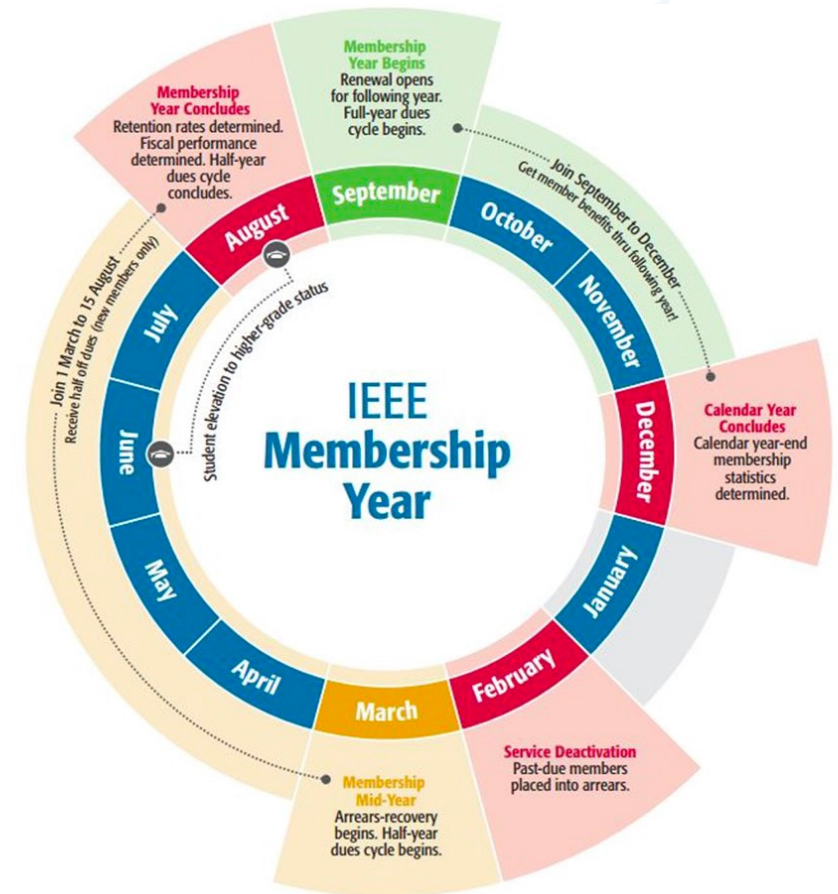 IEEE
Membership
Year
Membership
Year Begins
Renewal opens
for following year.
Full-year dues
cycle begins.
September
Join September to December
Get member benefits thru following year!
October
November
December
Calendar Year
Concludes
Calendar year-end
membership
statistics
determined.
January
February
Service Deactivation
Past-due members
placed into arrears.
March
Membership
Mid-Year
Arrears-recovery
begins. Half-year
dues cycle begins.
April
May
June
July
Join 1 March to 15 August
Receive half off dues (new members only)
Student elevation to higher-grade status
August
Membership
Year Concludes
Retention rates determined.
Fiscal performance
determined. Half-year
dues cycle
concludes.